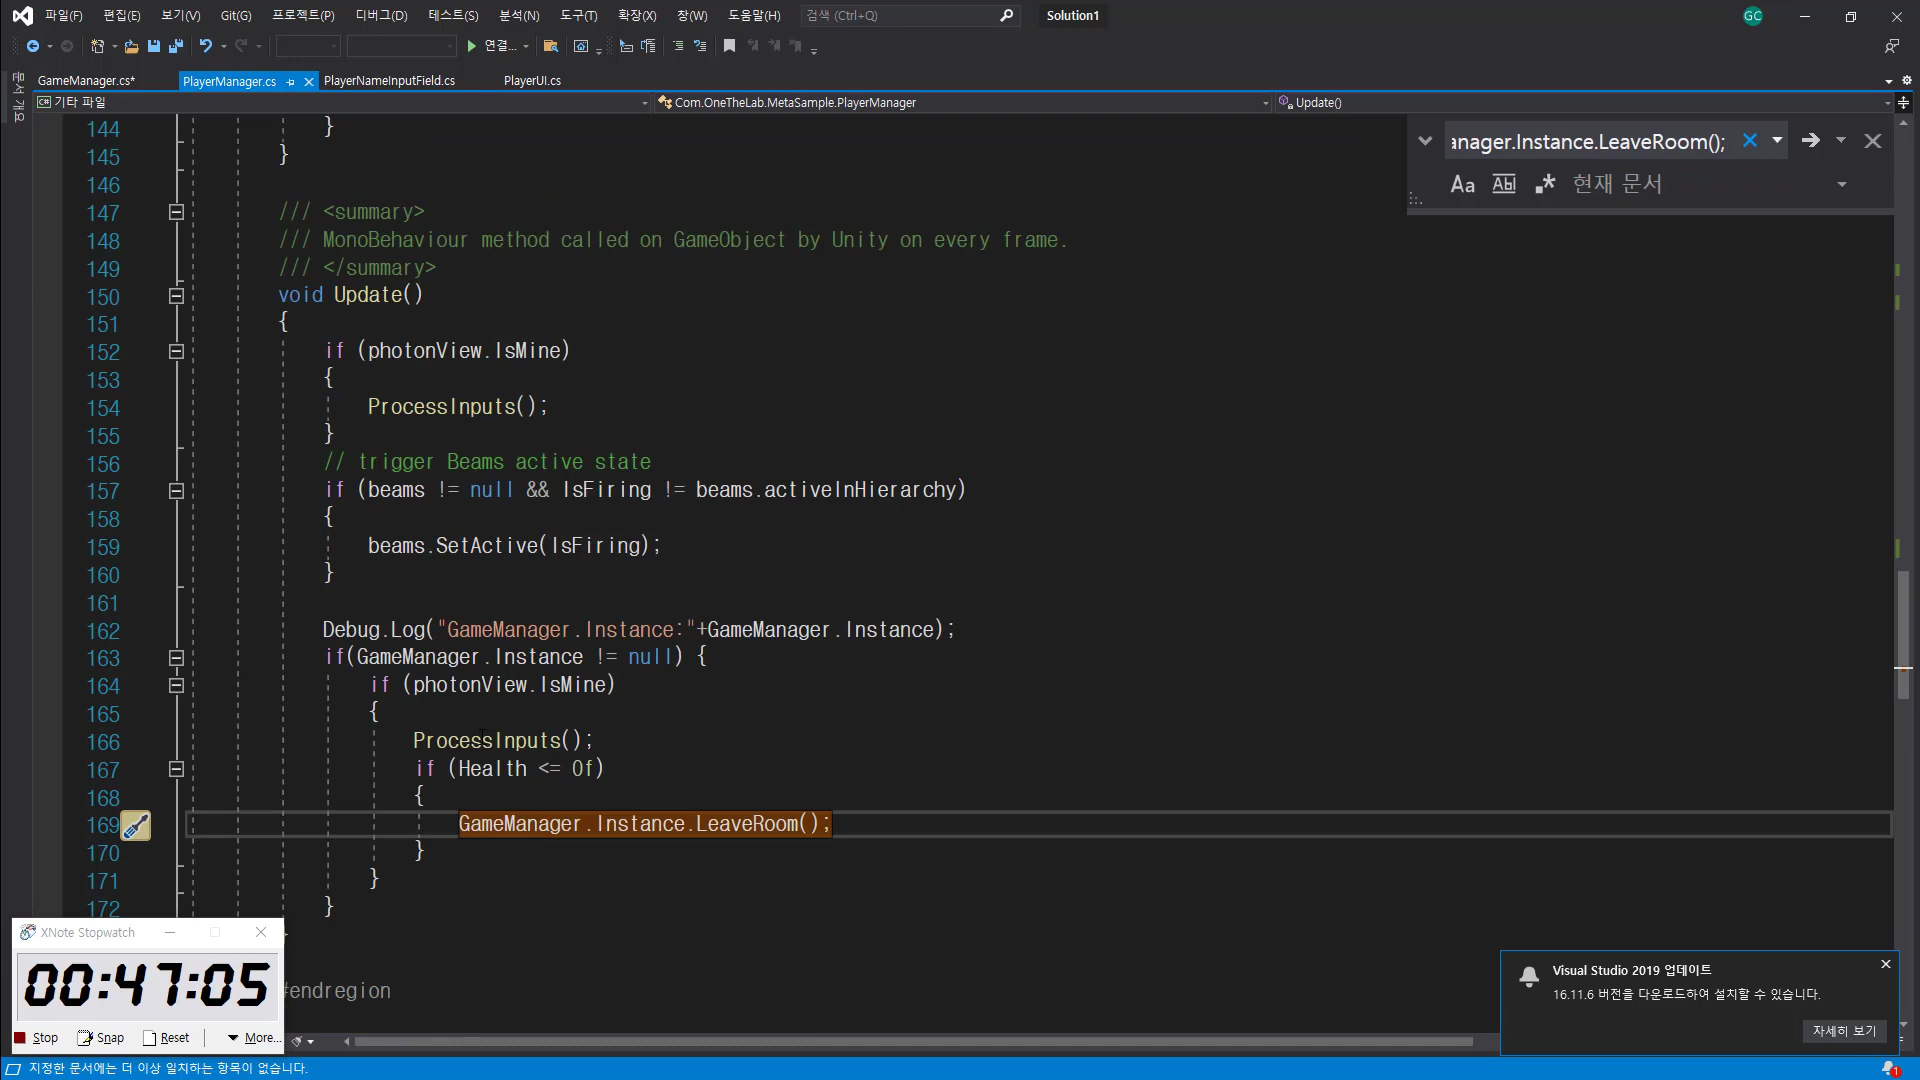 파일(F) 편집(E) 보기(V) Git(G) 프로젝트(P) 디버그(D) 테스트(S) 분석(N) 도구(T) 확장(X) 창(W) 도움말(H) 검색 (Ctrl+Q) Solution1 GC
연결...
문서 개요
GameManager.cs* PlayerManager.cs PlayerNameInputField.cs PlayerUI.cs
기타 파일 Com.OneTheLab.MetaSample.PlayerManager Update()
anager.Instance.LeaveRoom();
Aa Abl .* 현재 문서
144 }
145 }
146
147 /// <summary>
148 /// MonoBehaviour method called on GameObject by Unity on every frame.
149 /// </summary>
150 void Update()
151 {
152 if (photonView.IsMine)
153 {
154 ProcessInputs();
155 }
156 // trigger Beams active state
157 if (beams != null && IsFiring != beams.activeInHierarchy)
158 {
159 beams.SetActive(IsFiring);
160 }
161
162 Debug.Log("GameManager.Instance:"+GameManager.Instance);
163 if(GameManager.Instance != null) {
164 if (photonView.IsMine)
165 {
166 ProcessInputs();
167 if (Health <= 0f)
168 {
169 GameManager.Instance.LeaveRoom();
170 }
171 }
172 }
#endregion
XNote Stopwatch
00:47:05
Stop Snap Reset More...
Visual Studio 2019 업데이트
16.11.6 버전을 다운로드하여 설치할 수 있습니다.
자세히 보기
지정한 문서에는 더 이상 일치하는 항목이 없습니다.
1